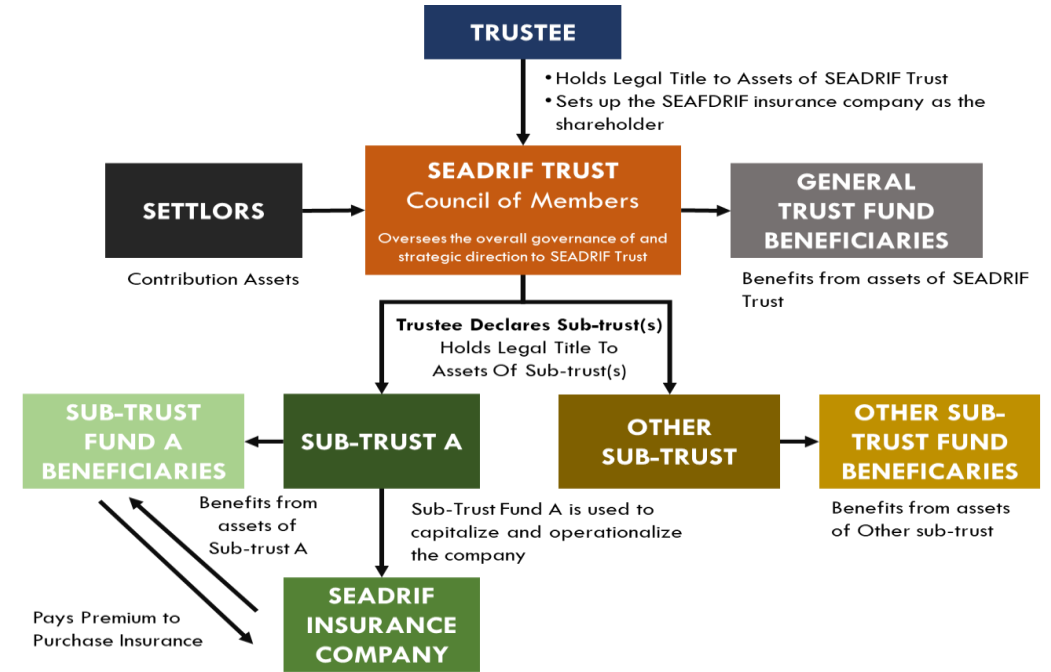 TRUSTEE
• Holds Legal Title to Assets of SEADRIF Trust
• Sets up the SEAFDRIF insurance company as the
shareholder
SETTLORS
Contribution Assets
SEADRIF TRUST
Council of Members
Oversees the overall governance of and
strategic direction to SEADRIF Trust
GENERAL
TRUST FUND
BENEFICIARIES
Benefits from assets of SEADRIF
Trust
Trustee Declares Sub-trust(s)
Holds Legal Title To
Assets Of Sub-trust(s)
SUB-TRUST
FUND A
BENEFICIARIES
SUB-TRUST A
OTHER
SUB-TRUST
OTHER SUB-
TRUST FUND
BENEFICARIES
Benefits from
assets of
Sub-trust A
Sub-Trust Fund A is used to
capitalize and operationalize
the company
Benefits from assets
of Other sub-trust
Pays Premium to
Purchase Insurance
SEADRIF
INSURANCE
COMPANY